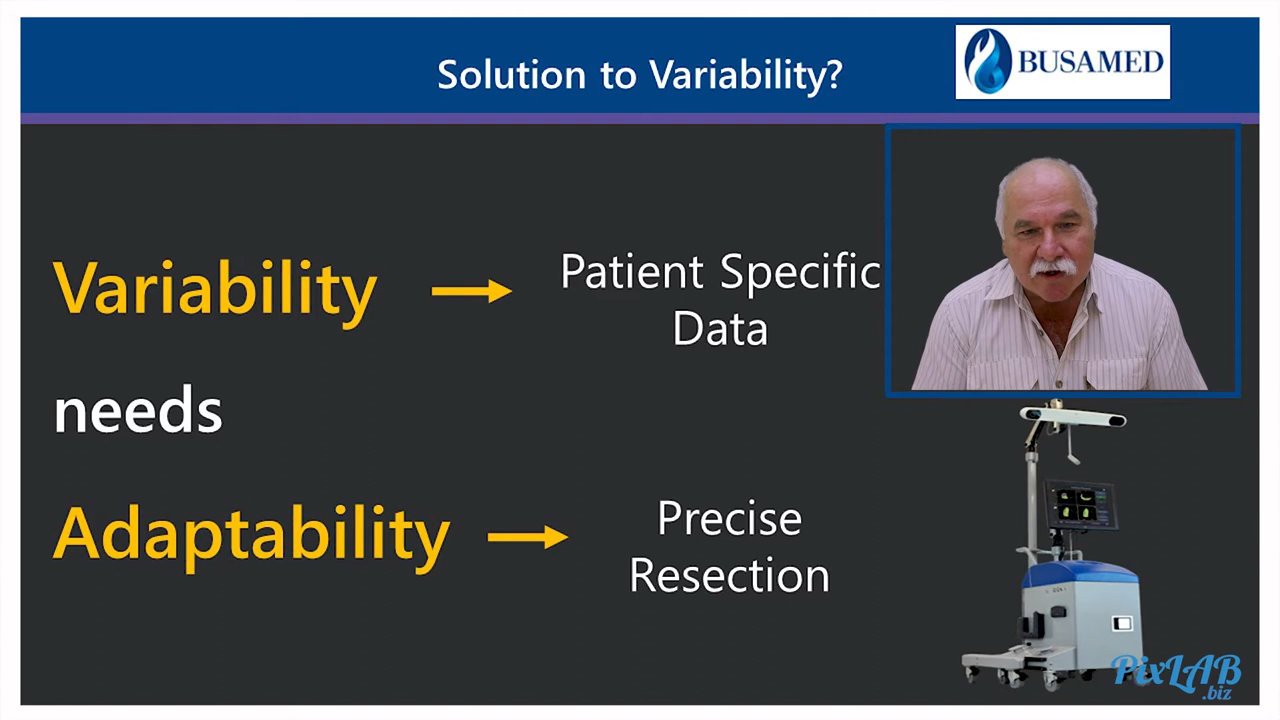 Solution to Variability?
BUSAMED
Variability
Patient Specific
Data
needs
Adaptability
Precise
Resection
PixLAB
.biz